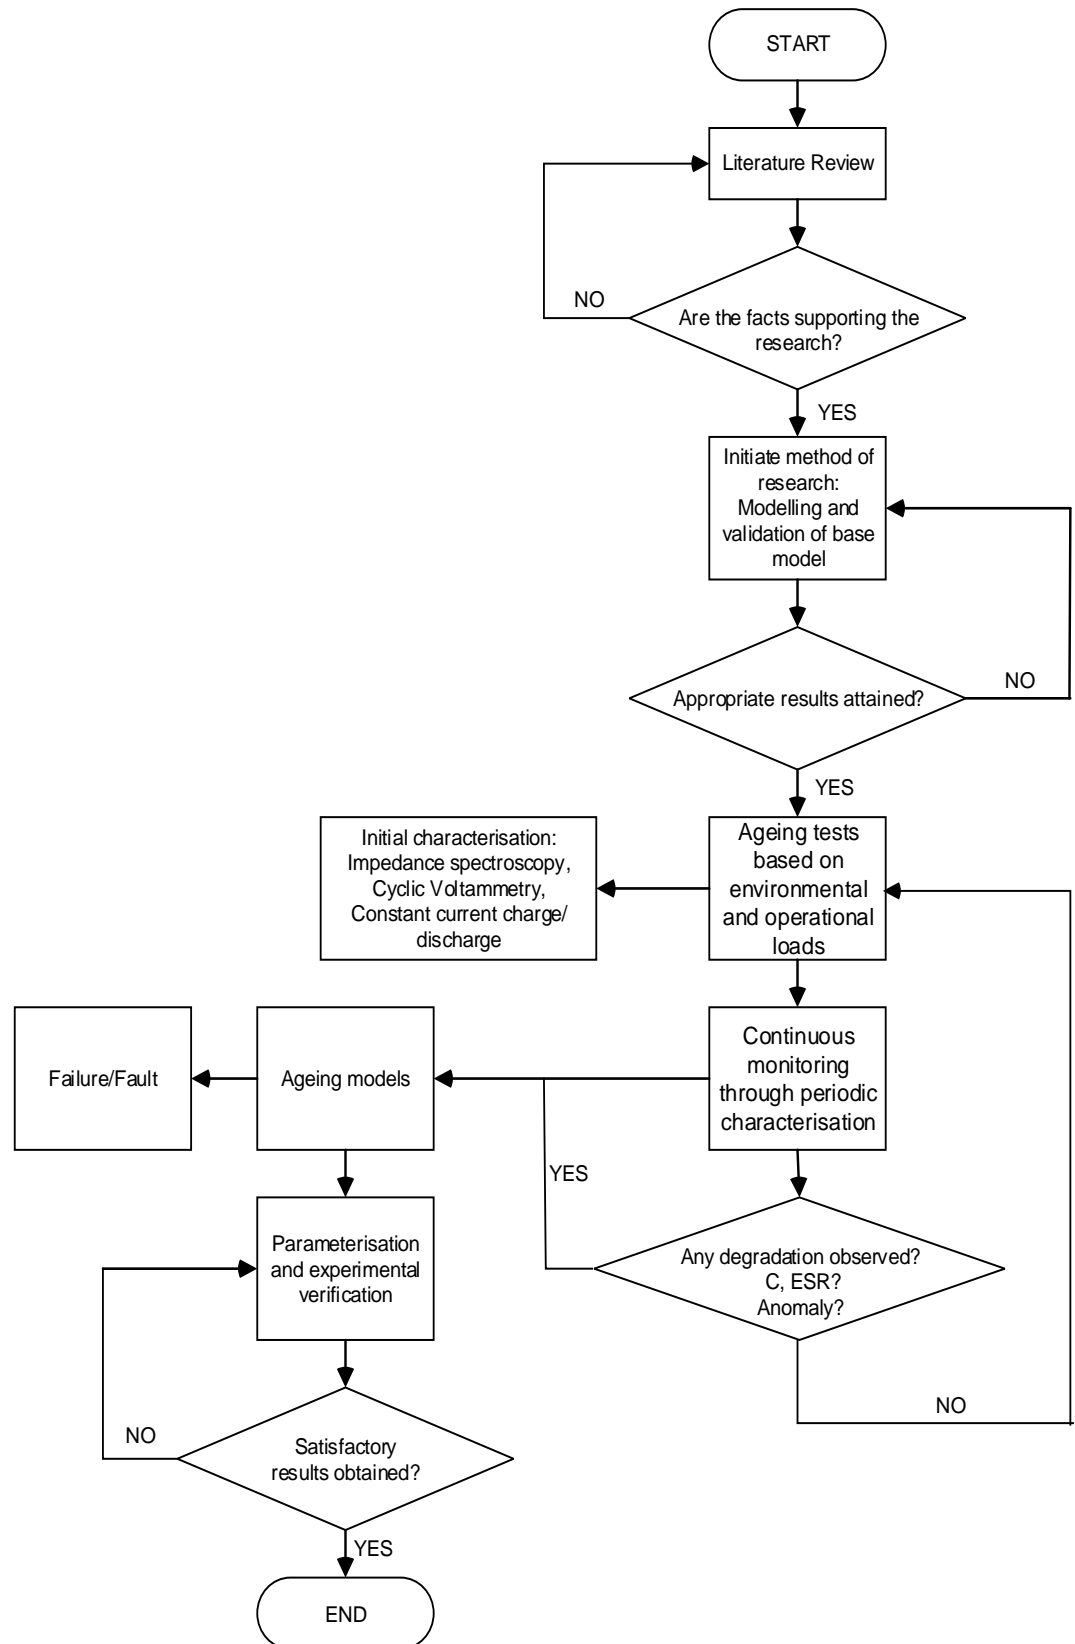 START
Literature Review
NO
Are the facts supporting the
research?
YES
Initiate method of
research:
Modelling and
validation of base
model
Appropriate results attained?
NO
YES
Initial characterisation:
Impedance spectroscopy,
Cyclic Voltammetry,
Constant current charge/
discharge
Ageing tests
based on
environmental
and operational
loads
Failure/Fault
Ageing models
Continuous
monitoring
through periodic
characterisation
YES
Parameterisation
and experimental
verification
Any degradation observed?
C, ESR?
Anomaly?
NO
NO
Satisfactory
results obtained?
YES
END